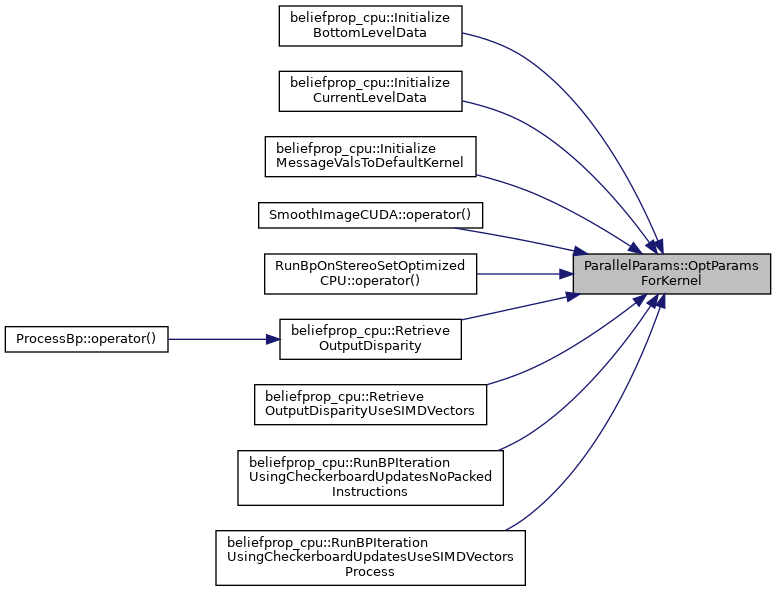 beliefprop_cpu::Initialize
BottomLevelData
beliefprop_cpu::Initialize
CurrentLevelData
beliefprop_cpu::Initialize
MessageValsToDefaultKernel
SmoothImageCUDA::operator()
ParallelParams::OptParams
ForKernel
RunBpOnStereoSetOptimized
CPU::operator()
ProcessBp::operator()
beliefprop_cpu::Retrieve
OutputDisparity
beliefprop_cpu::Retrieve
OutputDisparityUseSIMDVectors
beliefprop_cpu::RunBPIteration
UsingCheckerboardUpdatesNoPacked
Instructions
beliefprop_cpu::RunBPIteration
UsingCheckerboardUpdatesUseSIMDVectors
Process